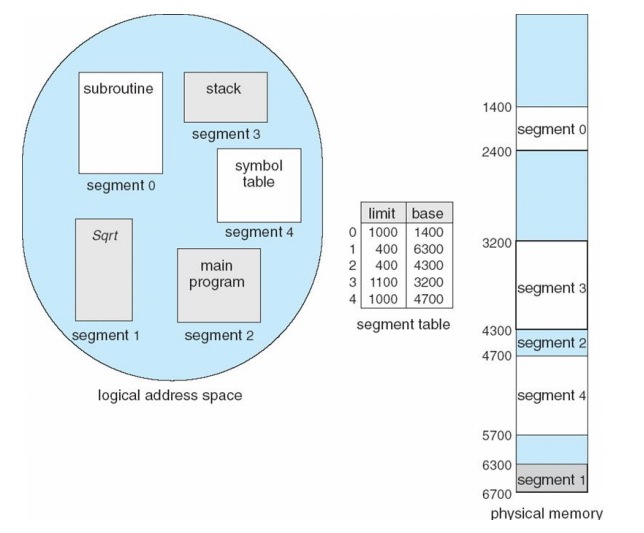 subroutine
segment 0
stack
segment 3
symbol
table
segment 4
Sqrt
segment 1
main
program
segment 2
logical address space
limit base
0 1000 1400
1 400 6300
2 400 4300
3 1100 3200
4 1000 4700
segment table
1400
segment 0
2400
3200
segment 3
4300
segment 2
4700
segment 4
5700
6300
segment 1
6700
physical memory